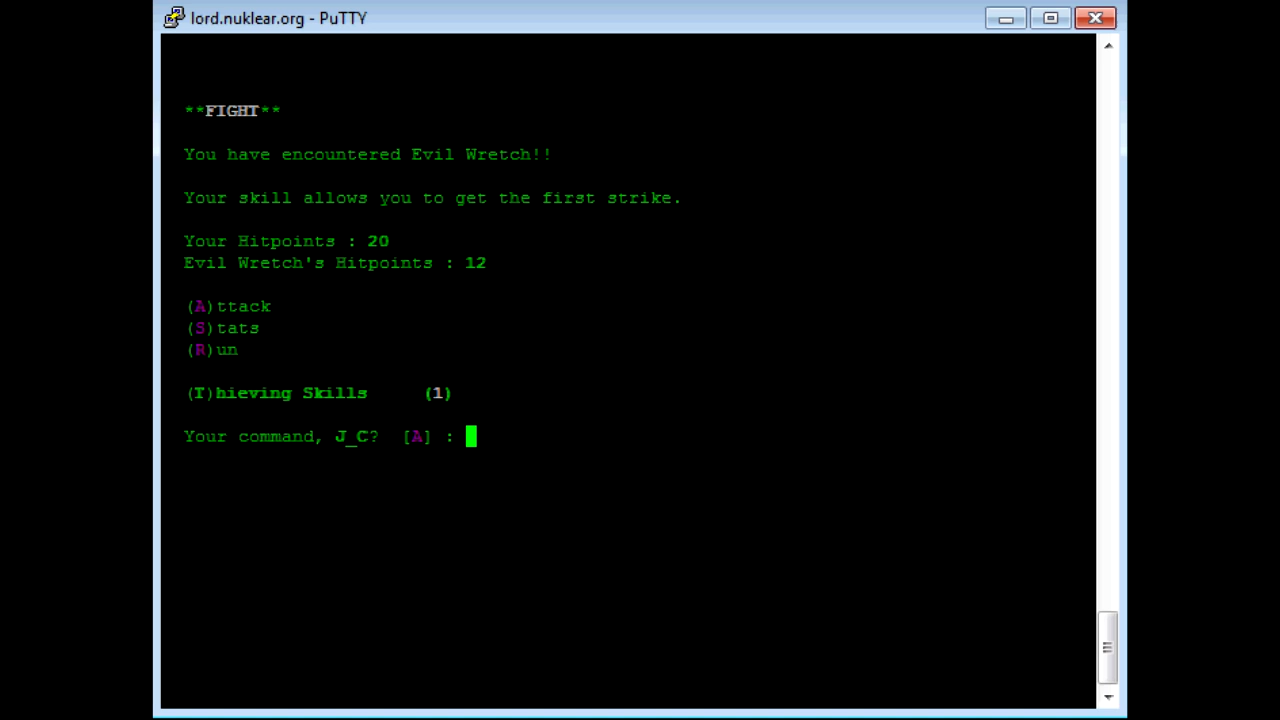 lord.nuklear.org - PuTTY
**FIGHT**
You have encountered Evil Wretch!!
Your skill allows you to get the first strike.
Your Hitpoints : 20
Evil Wretch's Hitpoints : 12
(A)ttack
(S)tats
(R)un
(T)hieving Skills     (1)
Your command, J_C?  [A] :